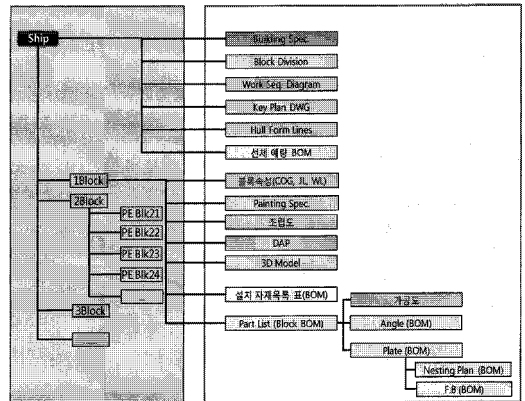 Ship
Building Spec.
Block Division
Work Seq. Diagram
Key Plan DWG
Hull Form Lines
선체 예량 BOM
1Block
블록속성(COG, JL, WL)
2Block
Painting Spec.
PE Blk21
조립도
PE Blk22
DAP
PE Blk23
3D Model
PE Blk24
...
설치 자재목록 표(BOM)
가공도
3Block
Part List (Block BOM)
Angle (BOM)
...
Plate (BOM)
Nesting Plan (BOM)
F.B (BOM)